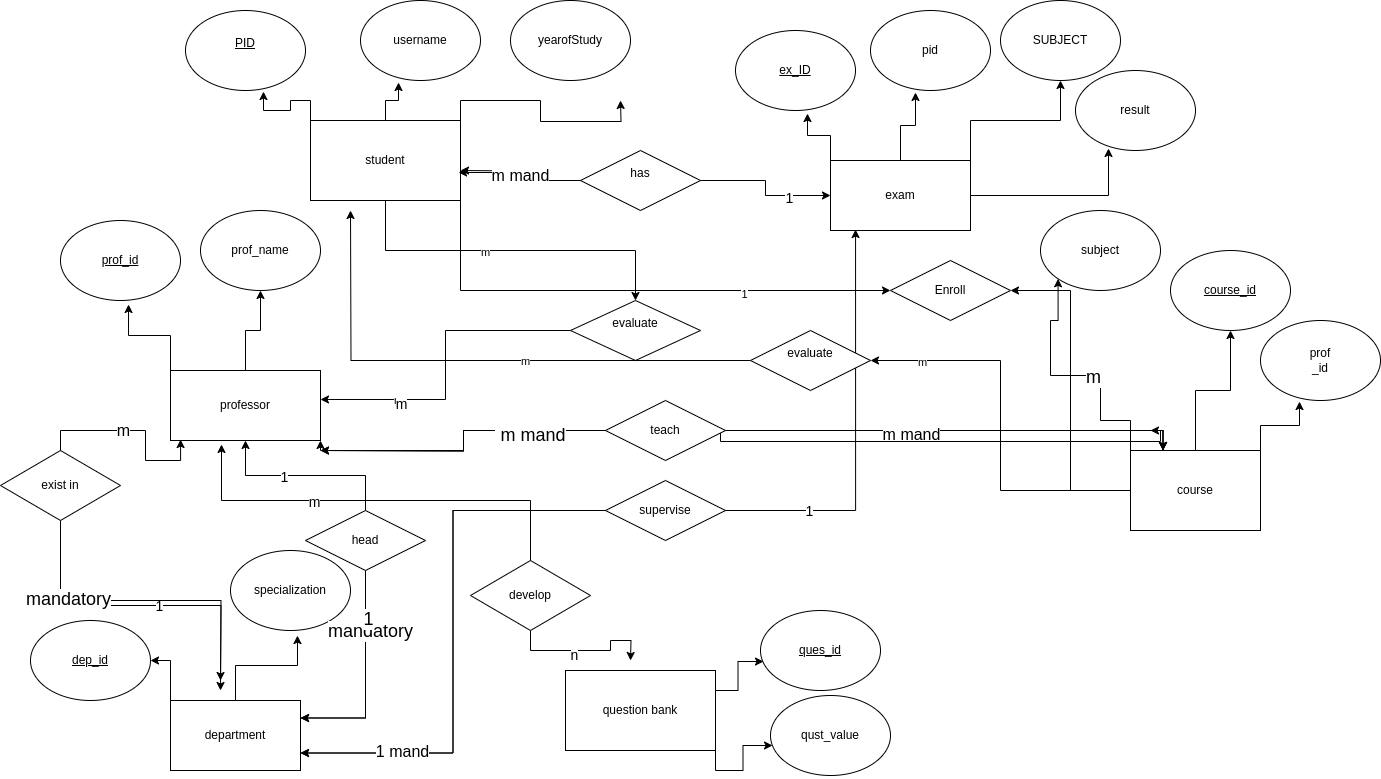 PID
username
yearofStudy
ex_ID
pid
SUBJECT
result
student
m mand
has
1
exam
prof_id
prof_name
m
subject
course_id
1
Enroll
evaluate
m
evaluate
m
prof
_id
professor
m
m
m mand
teach
m mand
exist in
1
m
supervise
1
course
head
specialization
develop
mandatory
1
1
mandatory
n
dep_id
ques_id
department
question bank
qust_value
1 mand